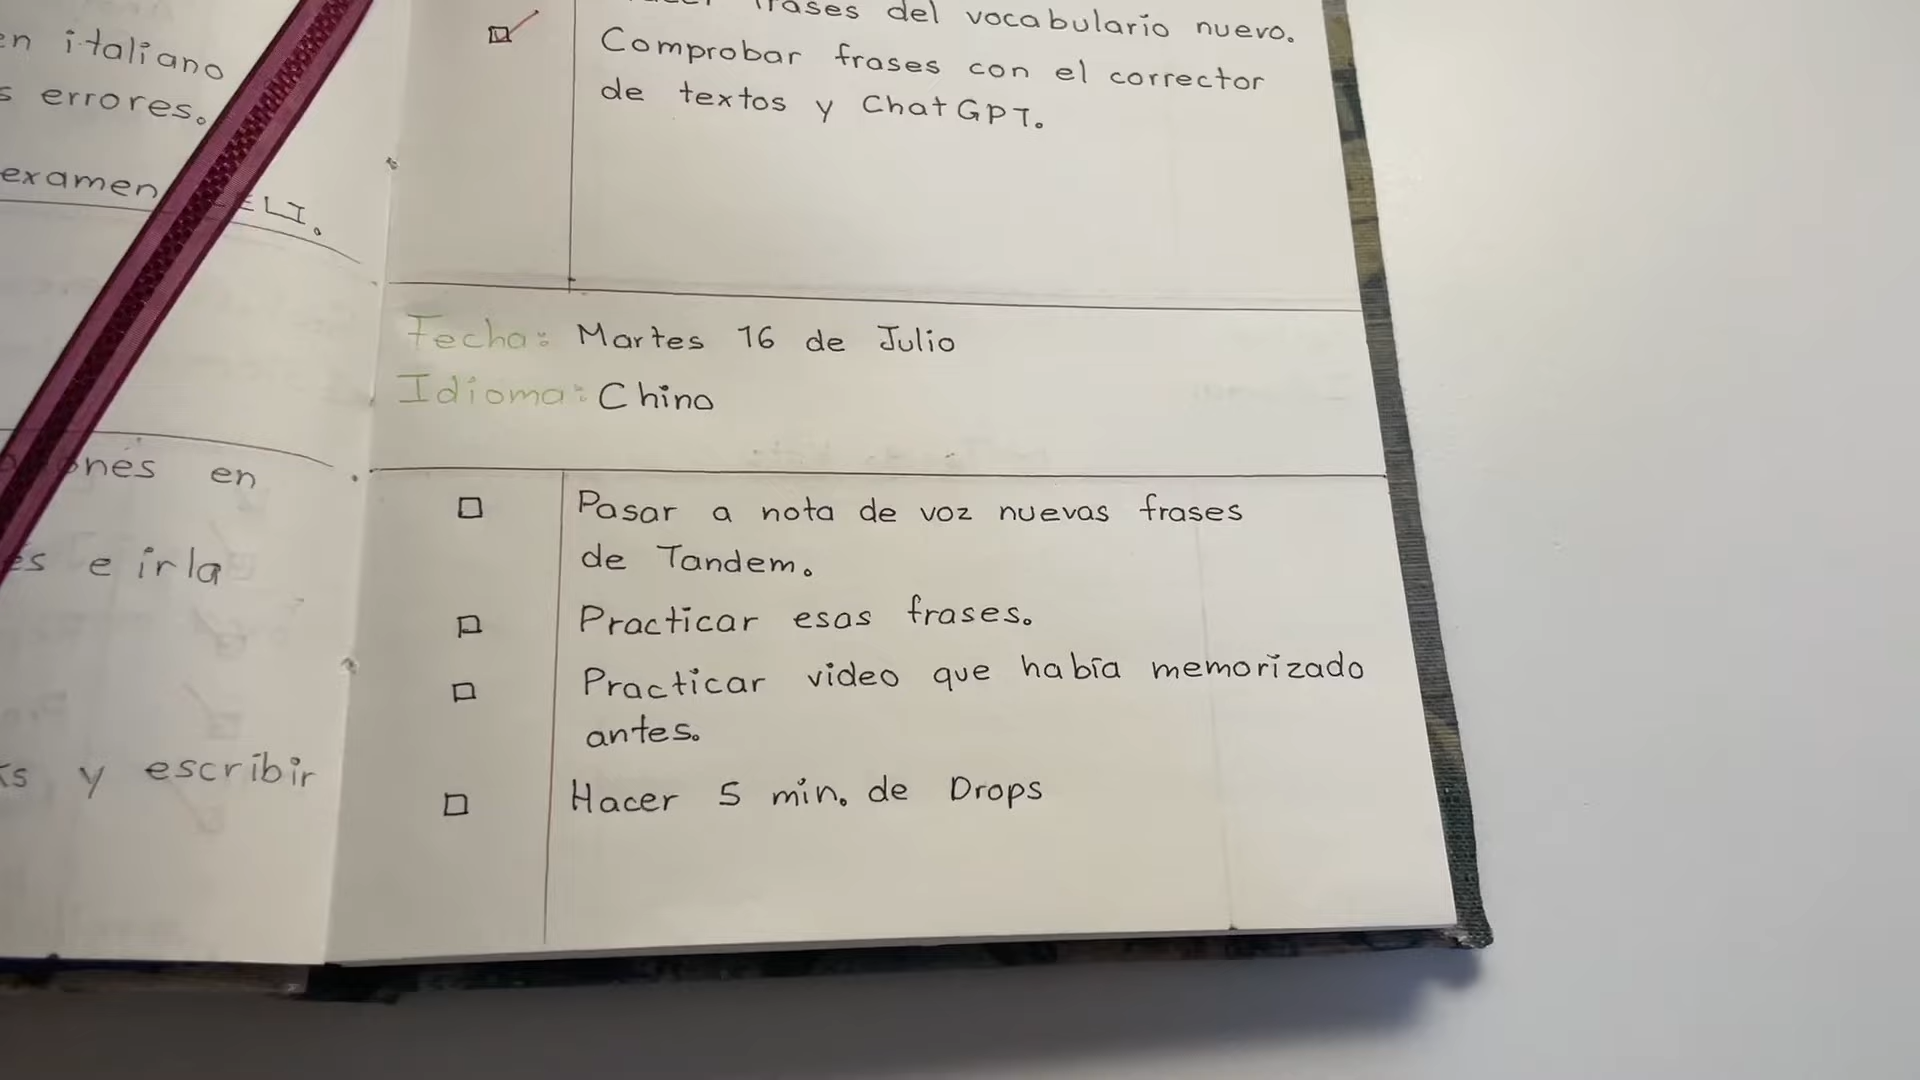 en italiano
errores.
examen ELI.
en
e irla
y escribir
frases del vocabulario nuevo.
Comprobar frases con el corrector
de textos y ChatGPT.
Fecha: Martes 16 de Julio
Idioma: Chino
Pasar a nota de voz nuevas frases
de Tandem.
Practicar esas frases.
Practicar video que había memorizado
antes.
Hacer 5 min. de Drops